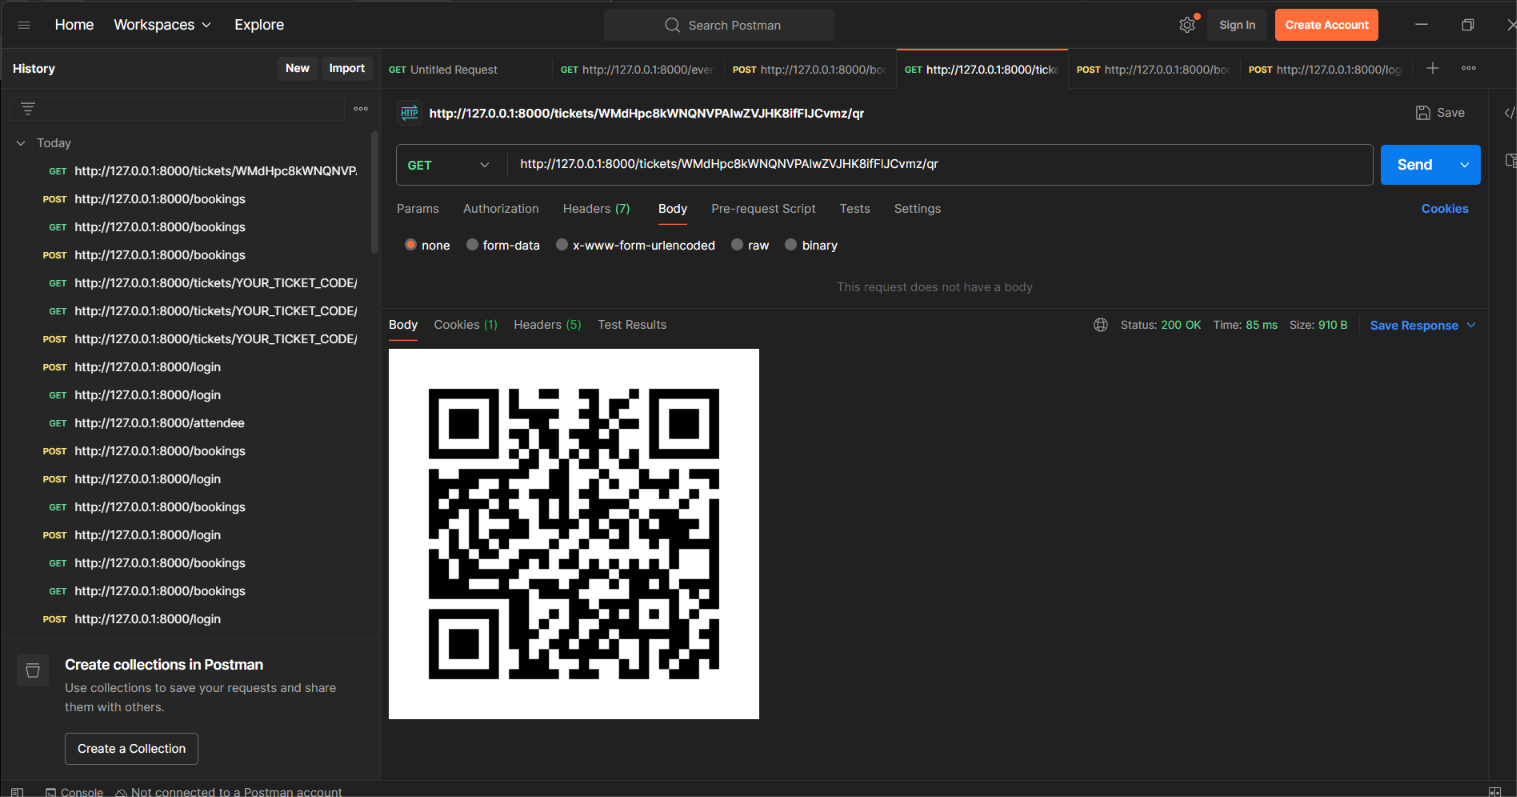 Home Workspaces Explore Search Postman Sign In Create Account
History New Import
GET Untitled Request GET http://127.0.0.1:8000/ever POST http://127.0.0.1:8000/boo GET http://127.0.0.1:8000/ticke POST http://127.0.0.1:8000/boo POST http://127.0.0.1:8000/log
HTTP http://127.0.0.1:8000/tickets/WMdHpc8kWNQNVPAIwZVJHK8ifFIJCvmz/qr Save
Today
GET http://127.0.0.1:8000/tickets/WMdHpc8kWNQNVP.
POST http://127.0.0.1:8000/bookings
GET http://127.0.0.1:8000/bookings
POST http://127.0.0.1:8000/bookings
GET http://127.0.0.1:8000/tickets/YOUR_TICKET_CODE/
GET http://127.0.0.1:8000/tickets/YOUR_TICKET_CODE/
POST http://127.0.0.1:8000/tickets/YOUR_TICKET_CODE/
POST http://127.0.0.1:8000/login
GET http://127.0.0.1:8000/login
GET http://127.0.0.1:8000/attendee
POST http://127.0.0.1:8000/bookings
POST http://127.0.0.1:8000/login
GET http://127.0.0.1:8000/bookings
POST http://127.0.0.1:8000/login
GET http://127.0.0.1:8000/bookings
GET http://127.0.0.1:8000/bookings
POST http://127.0.0.1:8000/login
Create collections in Postman
Use collections to save your requests and share
them with others.
Create a Collection
GET http://127.0.0.1:8000/tickets/WMdHpc8kWNQNVPAIwZVJHK8ifFIJCvmz/qr Send
Params Authorization Headers (7) Body Pre-request Script Tests Settings Cookies
none form-data x-www-form-urlencoded raw binary
This request does not have a body
Body Cookies (1) Headers (5) Test Results Status: 200 OK Time: 85 ms Size: 910 B Save Response
Console Not connected to a Postman account